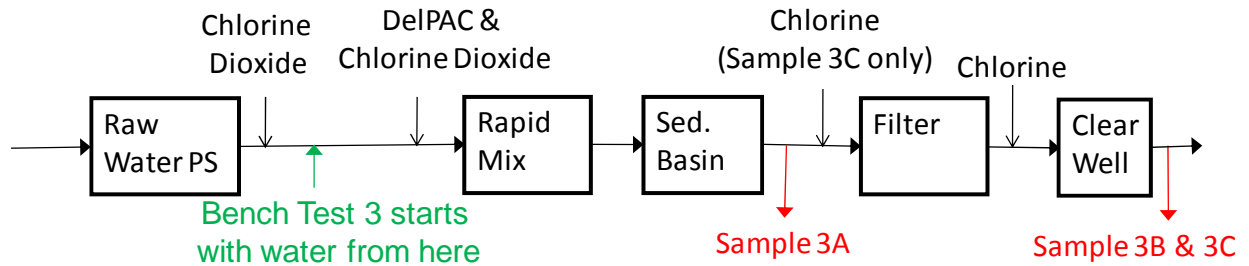 Chlorine
Dioxide
DelPAC &
Chlorine Dioxide
Chlorine
(Sample 3C only)
Chlorine
Raw
Water PS
Rapid
Mix
Sed.
Basin
Filter
Clear
Well
Bench Test 3 starts
with water from here
Sample 3A
Sample 3B & 3C